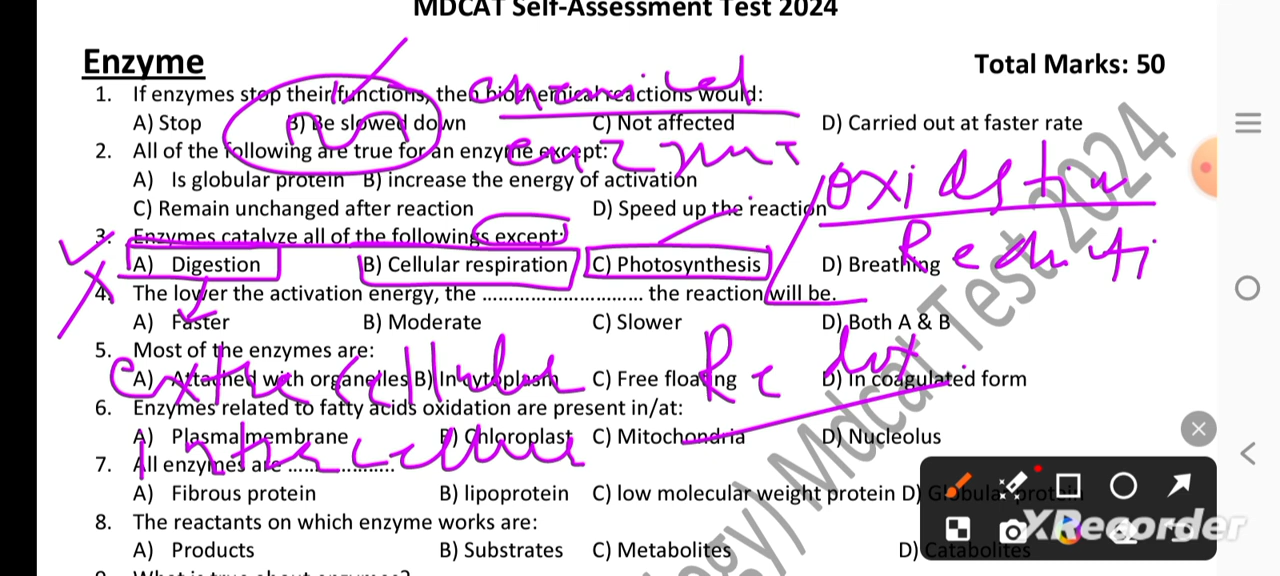 MDCAT Self-Assessment Test 2024
Enzyme Total Marks: 50
1. If enzymes stop their functions, then biochemical reactions would:
A) Stop B) Be slowed down C) Not affected D) Carried out at faster rate
2. All of the following are true for an enzyme except:
A) Is globular protein B) increase the energy of activation
C) Remain unchanged after reaction D) Speed up the reaction
3. Enzymes catalyze all of the followings except:
A) Digestion B) Cellular respiration C) Photosynthesis D) Breathing
4. The lower the activation energy, the ............................... the reaction will be.
A) Faster B) Moderate C) Slower D) Both A & B
5. Most of the enzymes are:
A) Attached with organelles B) In cytoplasm C) Free floating D) In coagulated form
6. Enzymes related to fatty acids oxidation are present in/at:
A) Plasma membrane B) Chloroplast C) Mitochondria D) Nucleolus
7. All enzymes are ....................
A) Fibrous protein B) lipoprotein C) low molecular weight protein D) Globular protein
8. The reactants on which enzyme works are:
A) Products B) Substrates C) Metabolites D) Catabolites
chemical
enzyme
oxidation
Redox
extracellular
Mdcat Test 2024
XRecorder